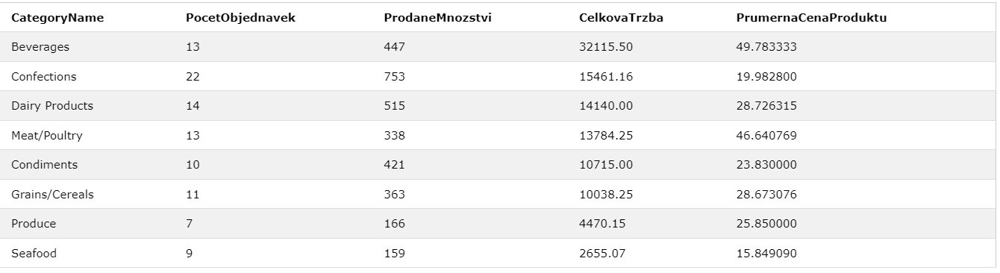 CategoryName PocetObjednavek ProdaneMnozstvi CelkovaTrzba PrumernaCenaProduktu
Beverages 13 447 32115.50 49.783333
Confections 22 753 15461.16 19.982800
Dairy Products 14 515 14140.00 28.726315
Meat/Poultry 13 338 13784.25 46.640769
Condiments 10 421 10715.00 23.830000
Grains/Cereals 11 363 10038.25 28.673076
Produce 7 166 4470.15 25.850000
Seafood 9 159 2655.07 15.849090